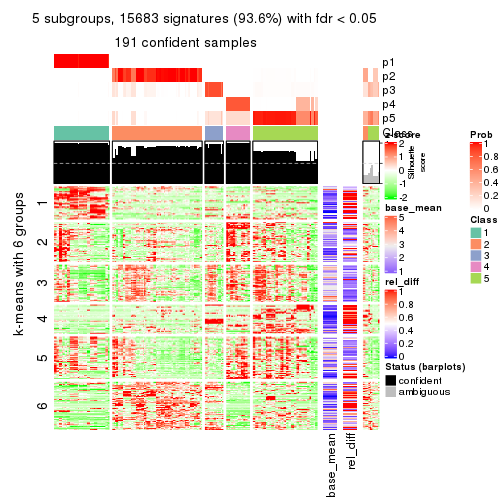 5 subgroups, 15683 signatures (93.6%) with fdr < 0.05
191 confident samples
p1
p2
p3
p4
p5
Class
z-score
2
1
0
-1
-2
Silhouette score
base_mean
5
4
3
2
1
rel_diff
1
0.8
0.6
0.4
0.2
0
Status (barplots)
confident
ambiguous
Prob
1
0.8
0.6
0.4
0.2
0
Class
1
2
3
4
5
k-means with 6 groups
1
2
3
4
5
6
base_mean
rel_diff